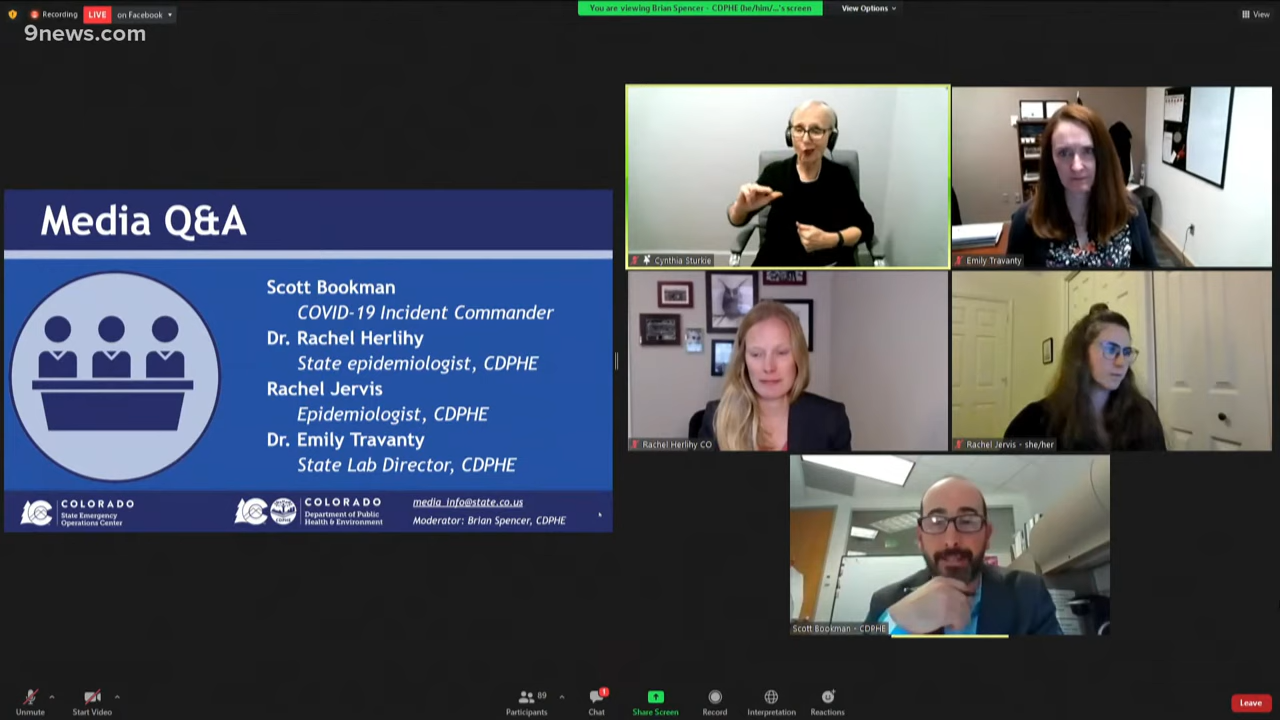 Recording
LIVE
on Facebook
You are viewing Brian Spencer - CDPHE (he/him/...'s screen
View Options
View
9news.com
Media Q&A
Scott Bookman
COVID-19 Incident Commander
Dr. Rachel Herlihy
State epidemiologist, CDPHE
Rachel Jervis
Epidemiologist, CDPHE
Dr. Emily Travanty
State Lab Director, CDPHE
COLORADO
State Emergency
Operations Center
COLORADO
Department of Public
Health & Environment
media_info@state.co.us
Moderator: Brian Spencer, CDPHE
Cynthia Sturkie
Emily Travanty
Rachel Herlihy CO
Rachel Jervis - she/her
Scott Bookman - CDPHE
Unmute
Start Video
89
Participants
1
Chat
Share Screen
Record
Interpretation
Reactions
Leave